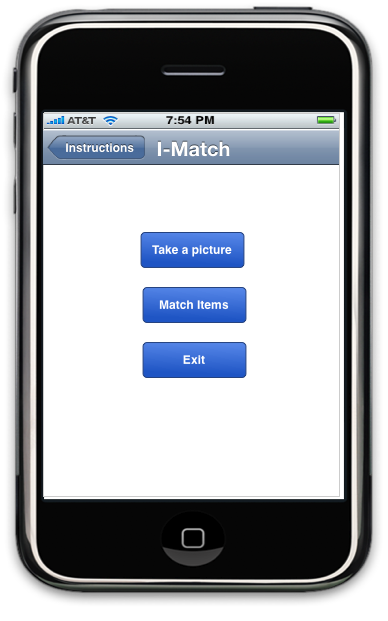 AT&T 7:54 PM
Instructions I-Match
Take a picture
Match Items
Exit